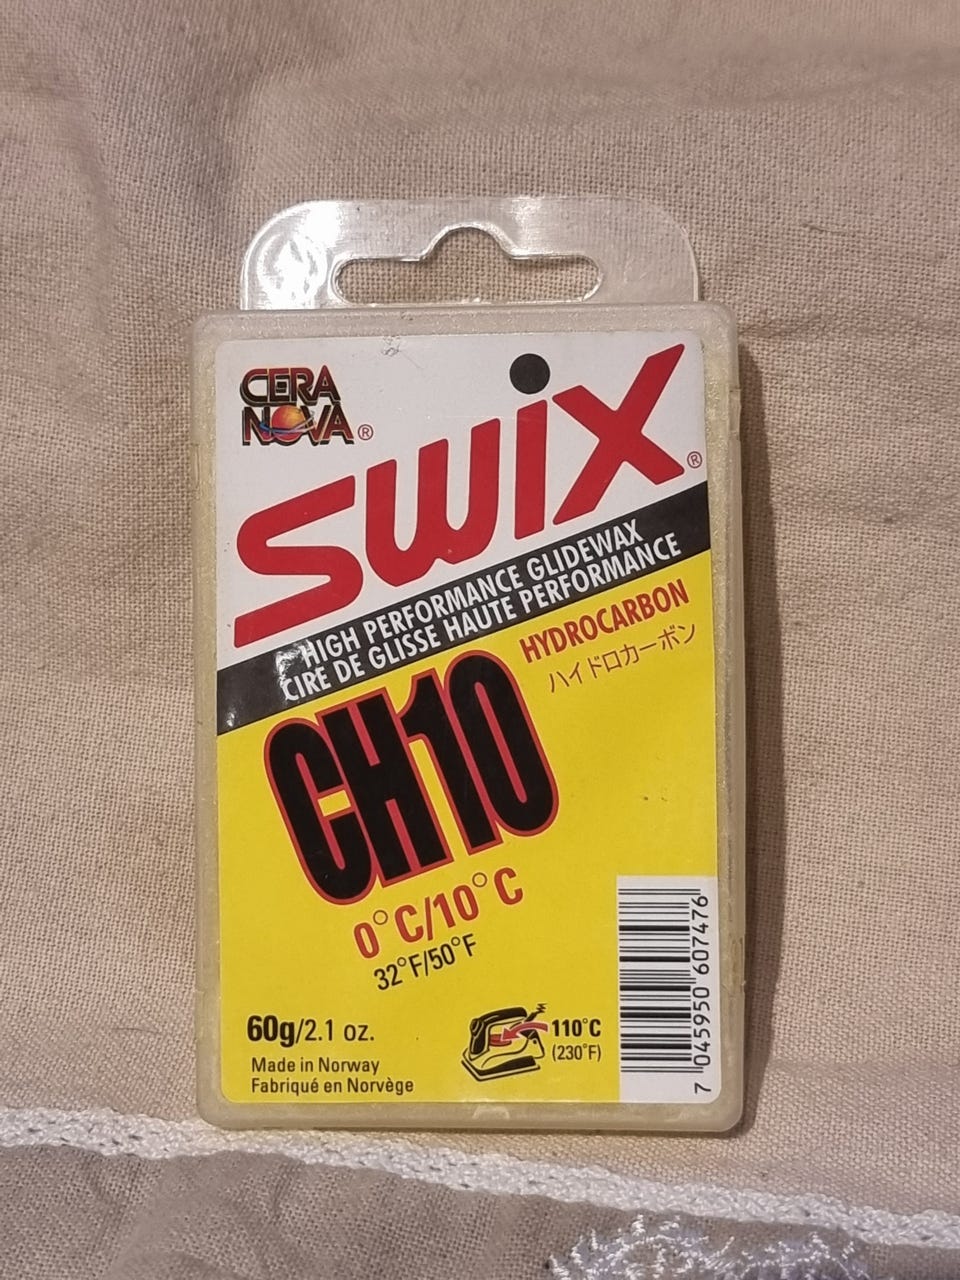 CERA
NOVA®
SWiX®
HIGH PERFORMANCE GLIDEWAX
CIRE DE GLISSE HAUTE PERFORMANCE
HYDROCARBON
ハイドロカーボン
CH10
0°C/10°C
32°F/50°F
60g/2.1 oz.
Made in Norway
Fabriqué en Norvège
110°C
(230°F)
7 045950 607476